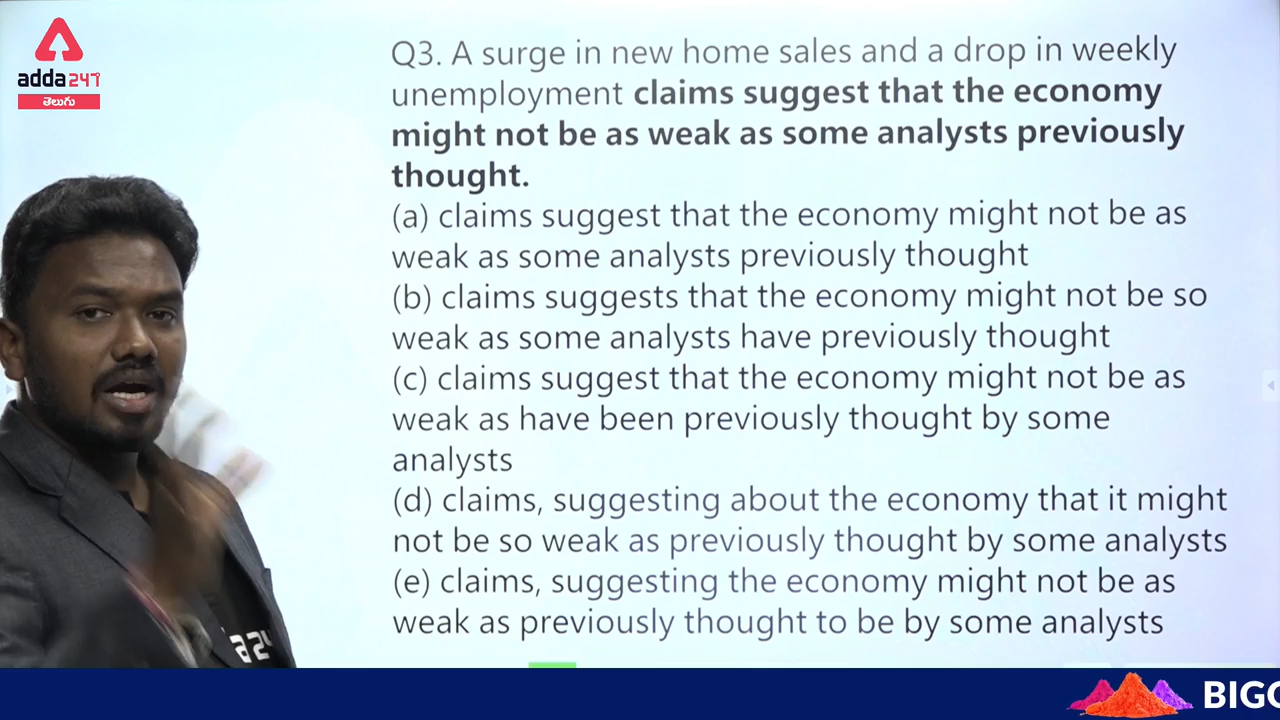 adda247
తెలుగు
Q3. A surge in new home sales and a drop in weekly
unemployment claims suggest that the economy
might not be as weak as some analysts previously
thought.
(a) claims suggest that the economy might not be as
weak as some analysts previously thought
(b) claims suggests that the economy might not be so
weak as some analysts have previously thought
(c) claims suggest that the economy might not be as
weak as have been previously thought by some
analysts
(d) claims, suggesting about the economy that it might
not be so weak as previously thought by some analysts
(e) claims, suggesting the economy might not be as
weak as previously thought to be by some analysts
a24
BIG